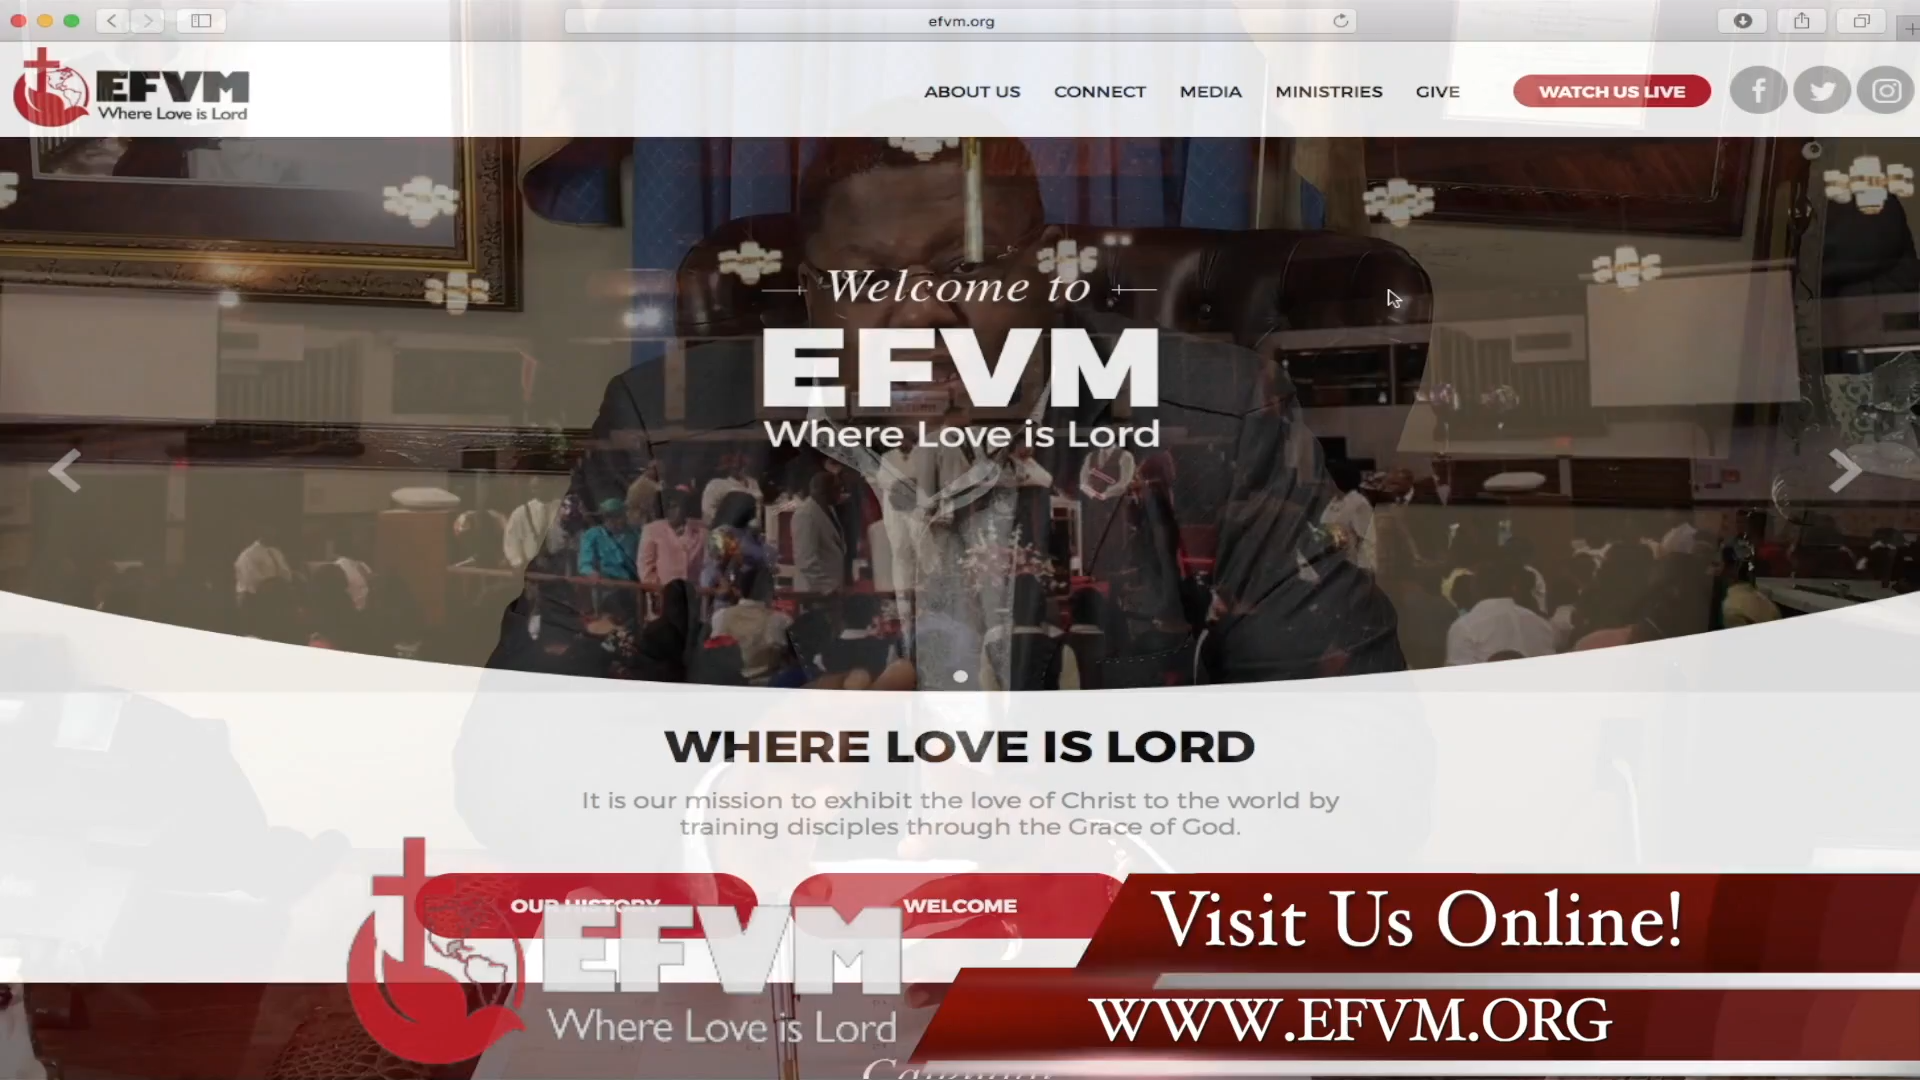 efvm.org
EFVM
Where Love is Lord
ABOUT US CONNECT MEDIA MINISTRIES GIVE WATCH US LIVE
Welcome to
EFVM
Where Love is Lord
WHERE LOVE IS LORD
It is our mission to exhibit the love of Christ to the world by
training disciples through the Grace of God.
OUR HISTORY WELCOME
EFVM
Where Love is Lord
Visit Us Online!
WWW.EFVM.ORG